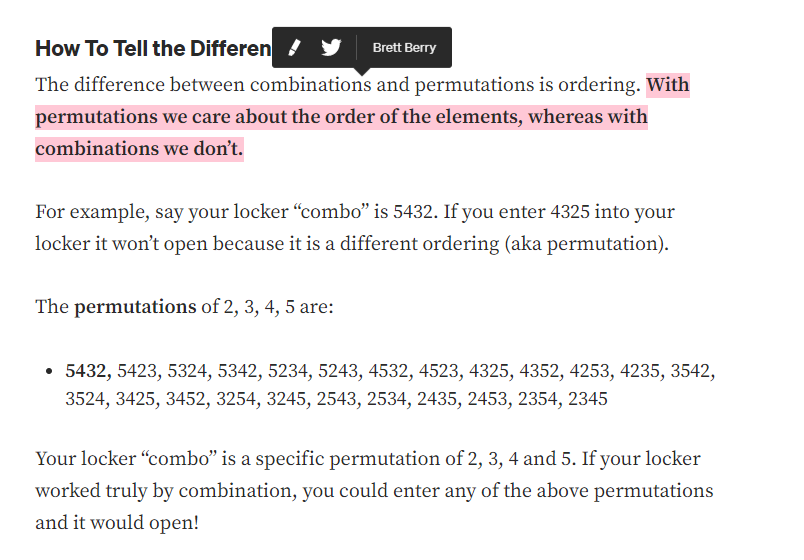 How To Tell the Differen
Brett Berry
The difference between combinations and permutations is ordering. With
permutations we care about the order of the elements, whereas with
combinations we don’t.
For example, say your locker “combo” is 5432. If you enter 4325 into your
locker it won’t open because it is a different ordering (aka permutation).
The permutations of 2, 3, 4, 5 are:
• 5432, 5423, 5324, 5342, 5234, 5243, 4532, 4523, 4325, 4352, 4253, 4235, 3542,
3524, 3425, 3452, 3254, 3245, 2543, 2534, 2435, 2453, 2354, 2345
Your locker “combo” is a specific permutation of 2, 3, 4 and 5. If your locker
worked truly by combination, you could enter any of the above permutations
and it would open!